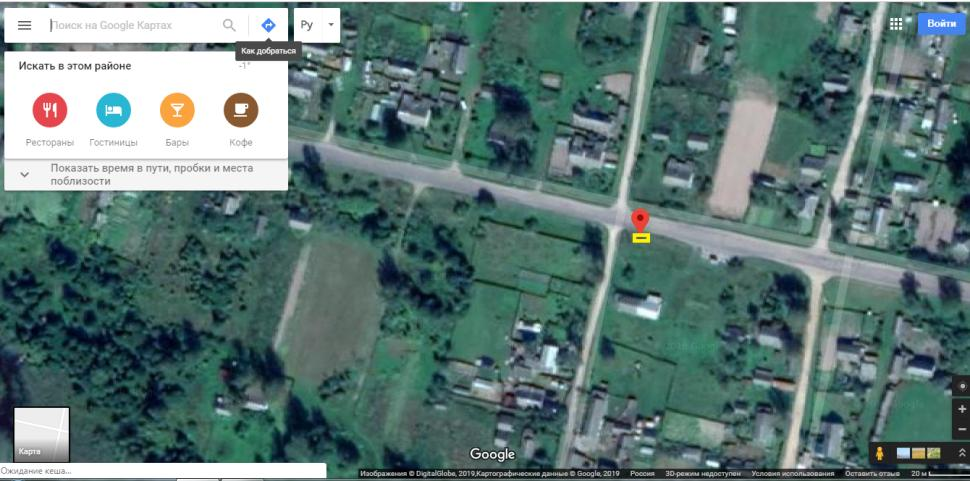 Поиск на Google Картах
Ру
Войти
Как добраться
Искать в этом районе
-1°
Рестораны Гостиницы Бары Кофе
Показать время в пути, пробки и места
поблизости
Google
Карта
Ожидание кеша...
Изображения © DigitalGlobe, 2019,Картографические данные © Google, 2019 Россия 3D-режим недоступен Условия использования Оставить отзыв 20 м